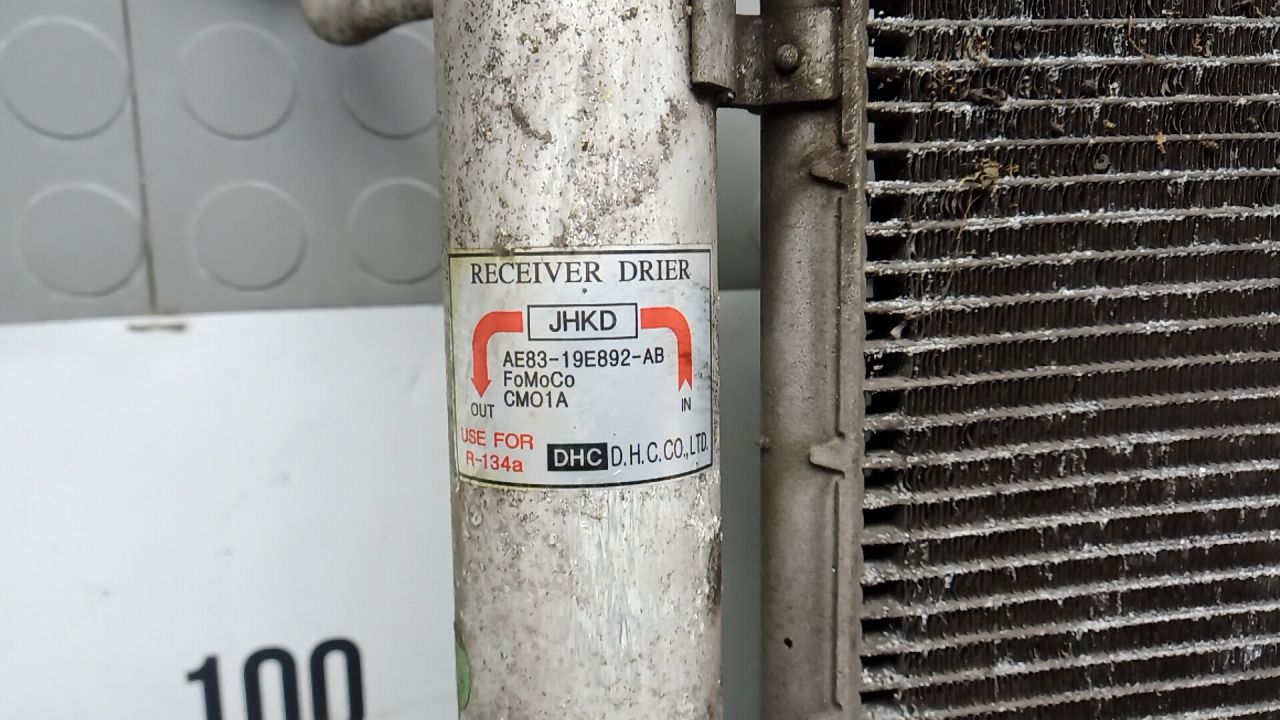 RECEIVER DRIER
JHKD
AE83-19E892-AB
FoMoCo
CM01A
OUT
IN
USE FOR
R-134a
DHC D.H.C.CO.,LTD.
100